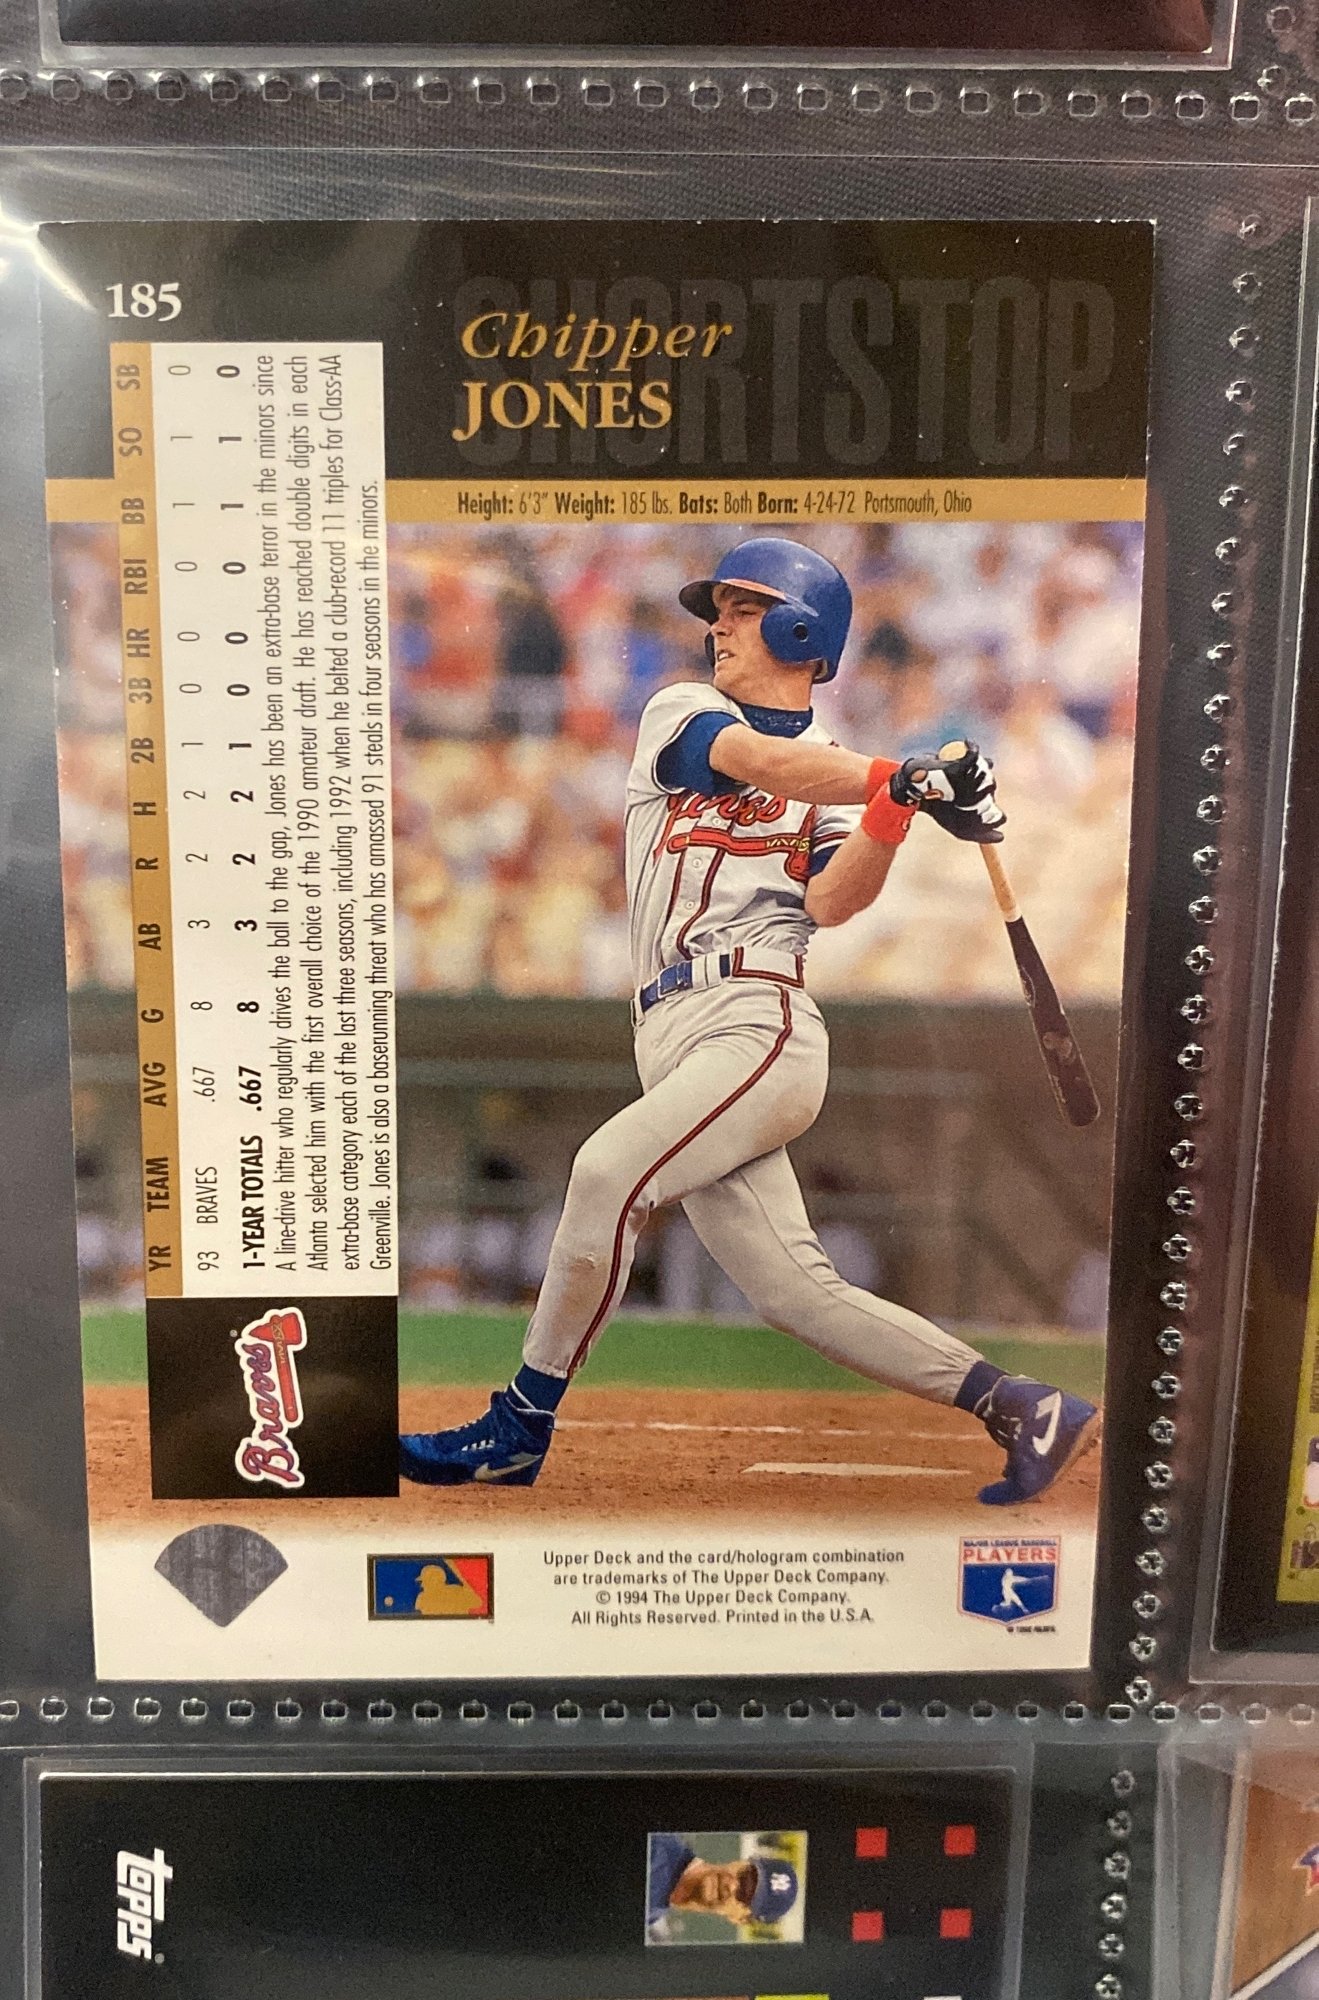 185
SHORTSTOP
Chipper
JONES
Height: 6'3" Weight: 185 lbs. Bats: Both Born: 4-24-72 Portsmouth, Ohio
YR TEAM AVG G AB R H 2B 3B HR RBI BB SO SB
93 BRAVES .667 8 3 2 2 1 0 0 0 1 1 0
1-YEAR TOTALS .667 8 3 2 2 1 0 0 0 1 1 0
A line-drive hitter who regularly drives the ball to the gap, Jones has been an extra-base terror in the minors since
Atlanta selected him with the first overall choice of the 1990 amateur draft. He has reached double digits in each
extra-base category each of the last three seasons, including 1992 when he belted a club-record 11 triples for Class-AA
Greenville. Jones is also a baserunning threat who has amassed 91 steals in four seasons in the minors.
Braves
Braves
Upper Deck and the card/hologram combination
are trademarks of The Upper Deck Company.
© 1994 The Upper Deck Company.
All Rights Reserved. Printed in the U.S.A.
MAJOR LEAGUE BASEBALL
PLAYERS
Topps